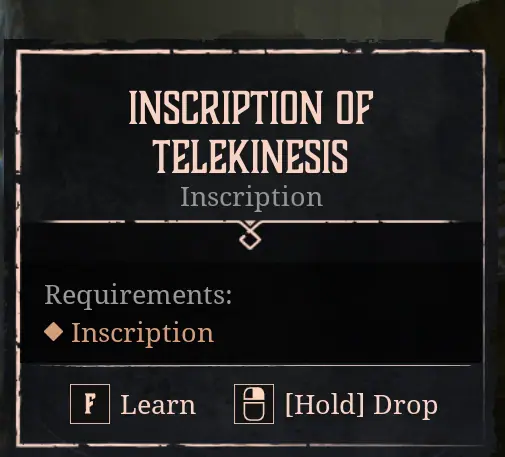 INSCRIPTION OF
TELEKINESIS
Inscription
Requirements:
Inscription
F Learn [Hold] Drop